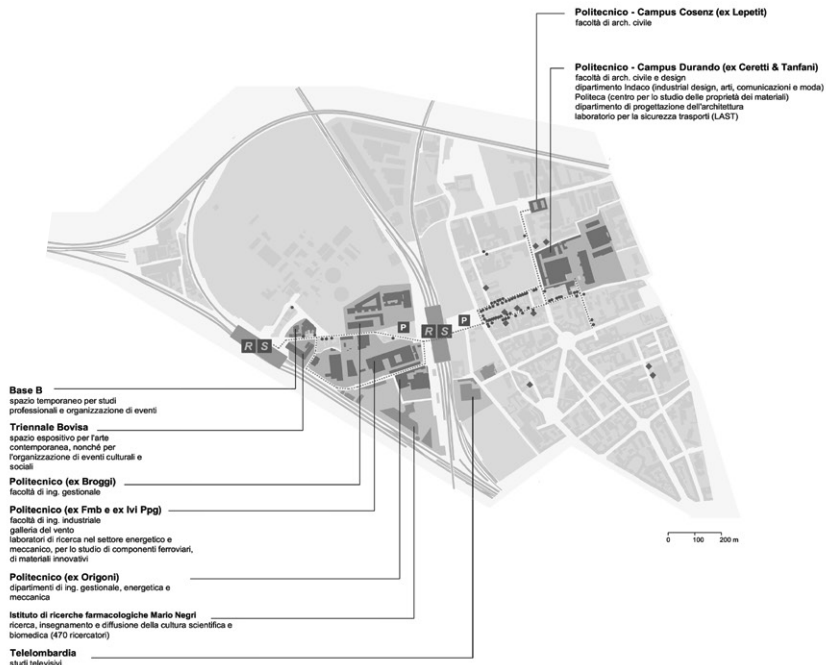 Politecnico - Campus Cosenz (ex Lepetit)
facoltà di arch. civile
Politecnico - Campus Durando (ex Ceretti & Tanfani)
facoltà di arch. civile e design
dipartimento Indaco (industrial design, arti, comunicazioni e moda)
Politeca (centro per lo studio delle proprietà dei materiali)
dipartimento di progettazione dell'architettura
laboratorio per la sicurezza trasporti (LAST)
P
R S
P
R S
Base B
spazio temporaneo per studi
professionali e organizzazione di eventi
Triennale Bovisa
spazio espositivo per l'arte
contemporanea, nonché per
l'organizzazione di eventi culturali e
sociali
Politecnico (ex Broggi)
facoltà di ing. gestionale
Politecnico (ex Fmb e ex Ivi Ppg)
facoltà di ing. industriale
galleria del vento
laboratori di ricerca nel settore energetico e
meccanico, per lo studio di componenti ferroviari,
di materiali innovativi
0 100 200 m
Politecnico (ex Origoni)
dipartimenti di ing. gestionale, energetica e
meccanica
Istituto di ricerche farmacologiche Mario Negri
ricerca, insegnamento e diffusione della cultura scientifica e
biomedica (470 ricercatori)
Telelombardia
studi televisivi